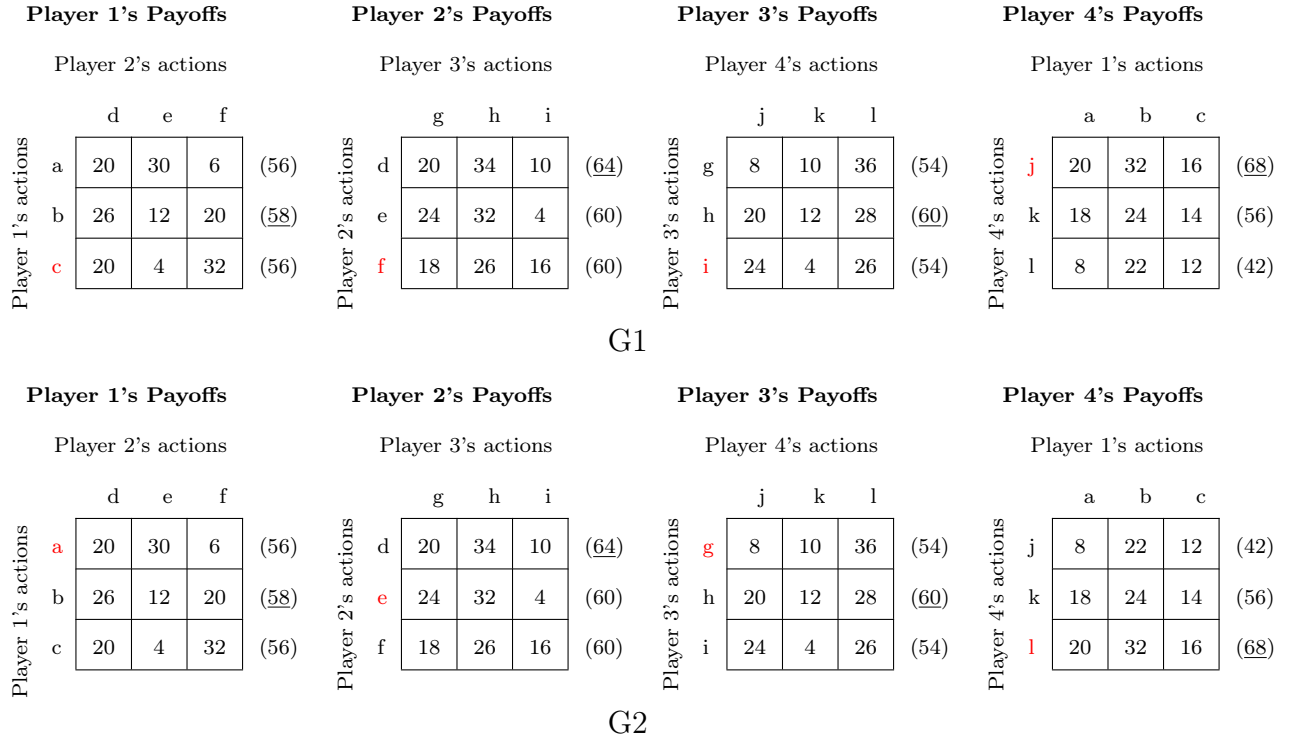 Player 1's Payoffs Player 2's Payoffs Player 3's Payoffs Player 4's Payoffs
Player 2's actions Player 3's actions Player 4's actions Player 1's actions
d e f g h i j k l a b c
Player 1's actions Player 2's actions Player 3's actions Player 4's actions
a 20 30 6 (56) d 20 34 10 (64) g 8 10 36 (54) j 20 32 16 (68)
b 26 12 20 (58) e 24 32 4 (60) h 20 12 28 (60) k 18 24 14 (56)
c 20 4 32 (56) f 18 26 16 (60) i 24 4 26 (54) l 8 22 12 (42)
G1
Player 1's Payoffs Player 2's Payoffs Player 3's Payoffs Player 4's Payoffs
Player 2's actions Player 3's actions Player 4's actions Player 1's actions
d e f g h i j k l a b c
Player 1's actions Player 2's actions Player 3's actions Player 4's actions
a 20 30 6 (56) d 20 34 10 (64) g 8 10 36 (54) j 8 22 12 (42)
b 26 12 20 (58) e 24 32 4 (60) h 20 12 28 (60) k 18 24 14 (56)
c 20 4 32 (56) f 18 26 16 (60) i 24 4 26 (54) l 20 32 16 (68)
G2